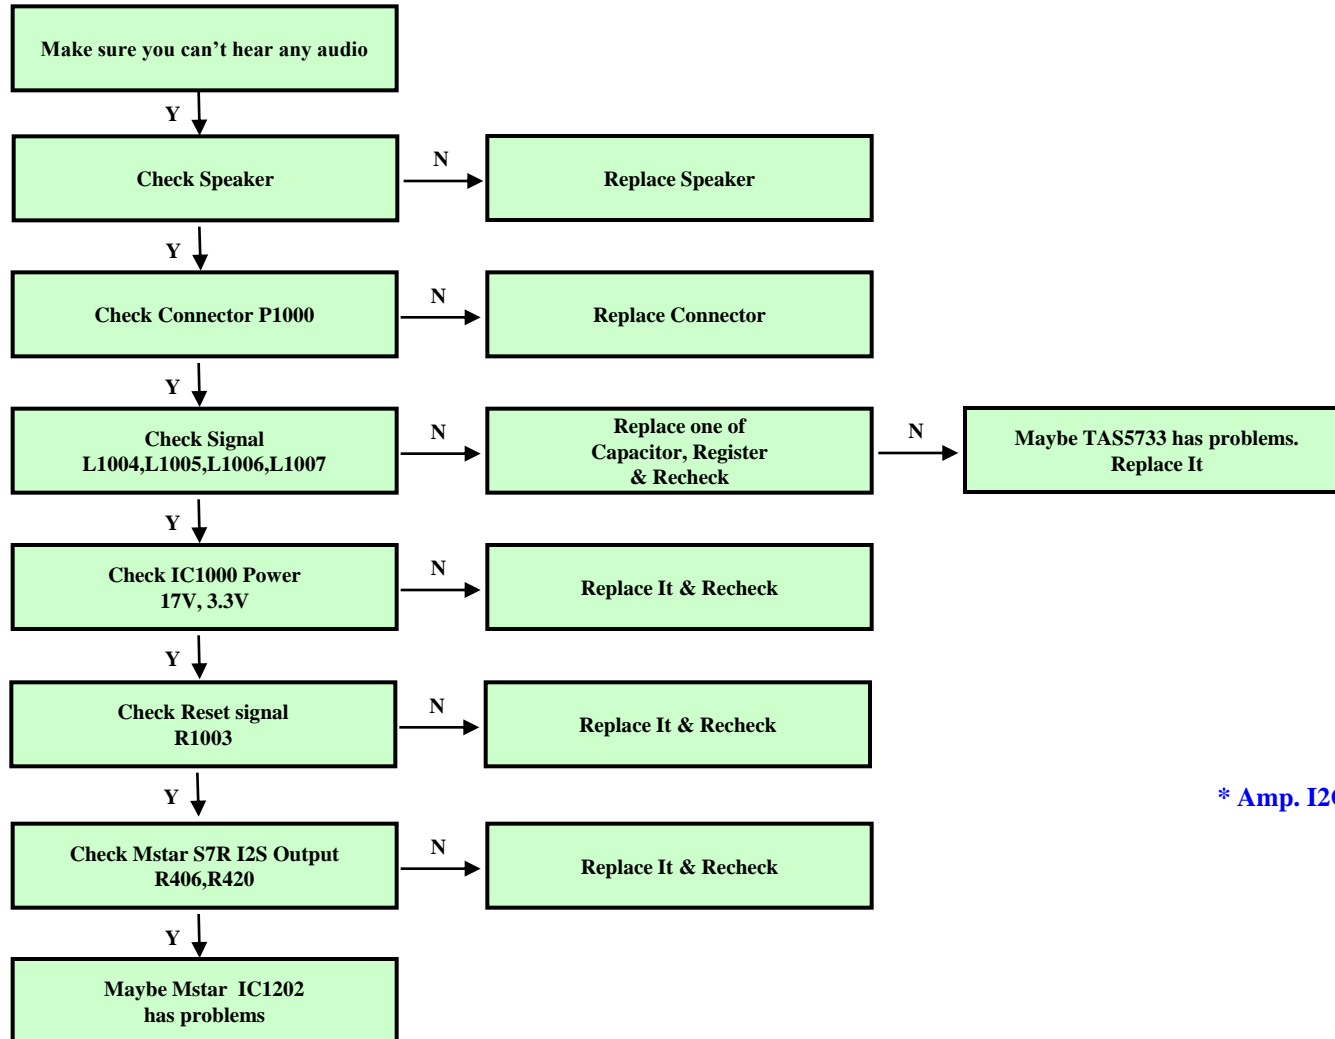 Make sure you can’t hear any audio
Y
Check Speaker
N
Replace Speaker
Y
Check Connector P1000
N
Replace Connector
Y
Check Signal
L1004,L1005,L1006,L1007
N
Replace one of
Capacitor, Register
& Recheck
N
Maybe TAS5733 has problems.
Replace It
Y
Check IC1000 Power
17V, 3.3V
N
Replace It & Recheck
Y
Check Reset signal
R1003
N
Replace It & Recheck
* Amp. I2
Y
Check Mstar S7R I2S Output
R406,R420
N
Replace It & Recheck
Y
Maybe Mstar  IC1202
has problems